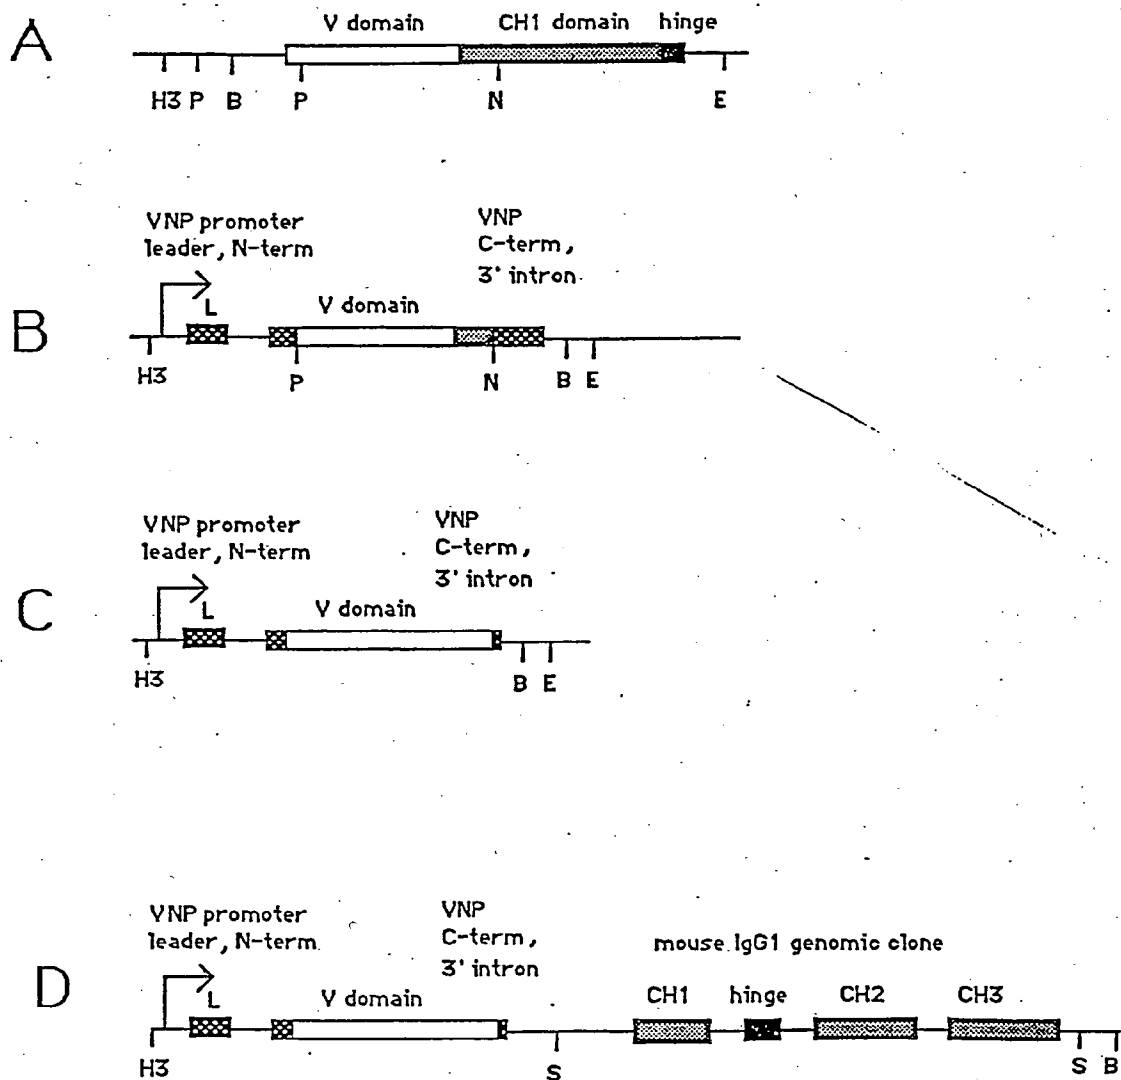 A
V domain CH1 domain hinge
H3 P B P N E
VNP promoter
leader, N-term
VNP
C-term,
3' intron
B
L
V domain
H3 P N B E
VNP promoter
leader, N-term
VNP
C-term,
3' intron
C
L
V domain
H3 B E
VNP promoter
leader, N-term
VNP
C-term,
3' intron
mouse IgG1 genomic clone
D
L
V domain
CH1 hinge CH2 CH3
H3 S S B